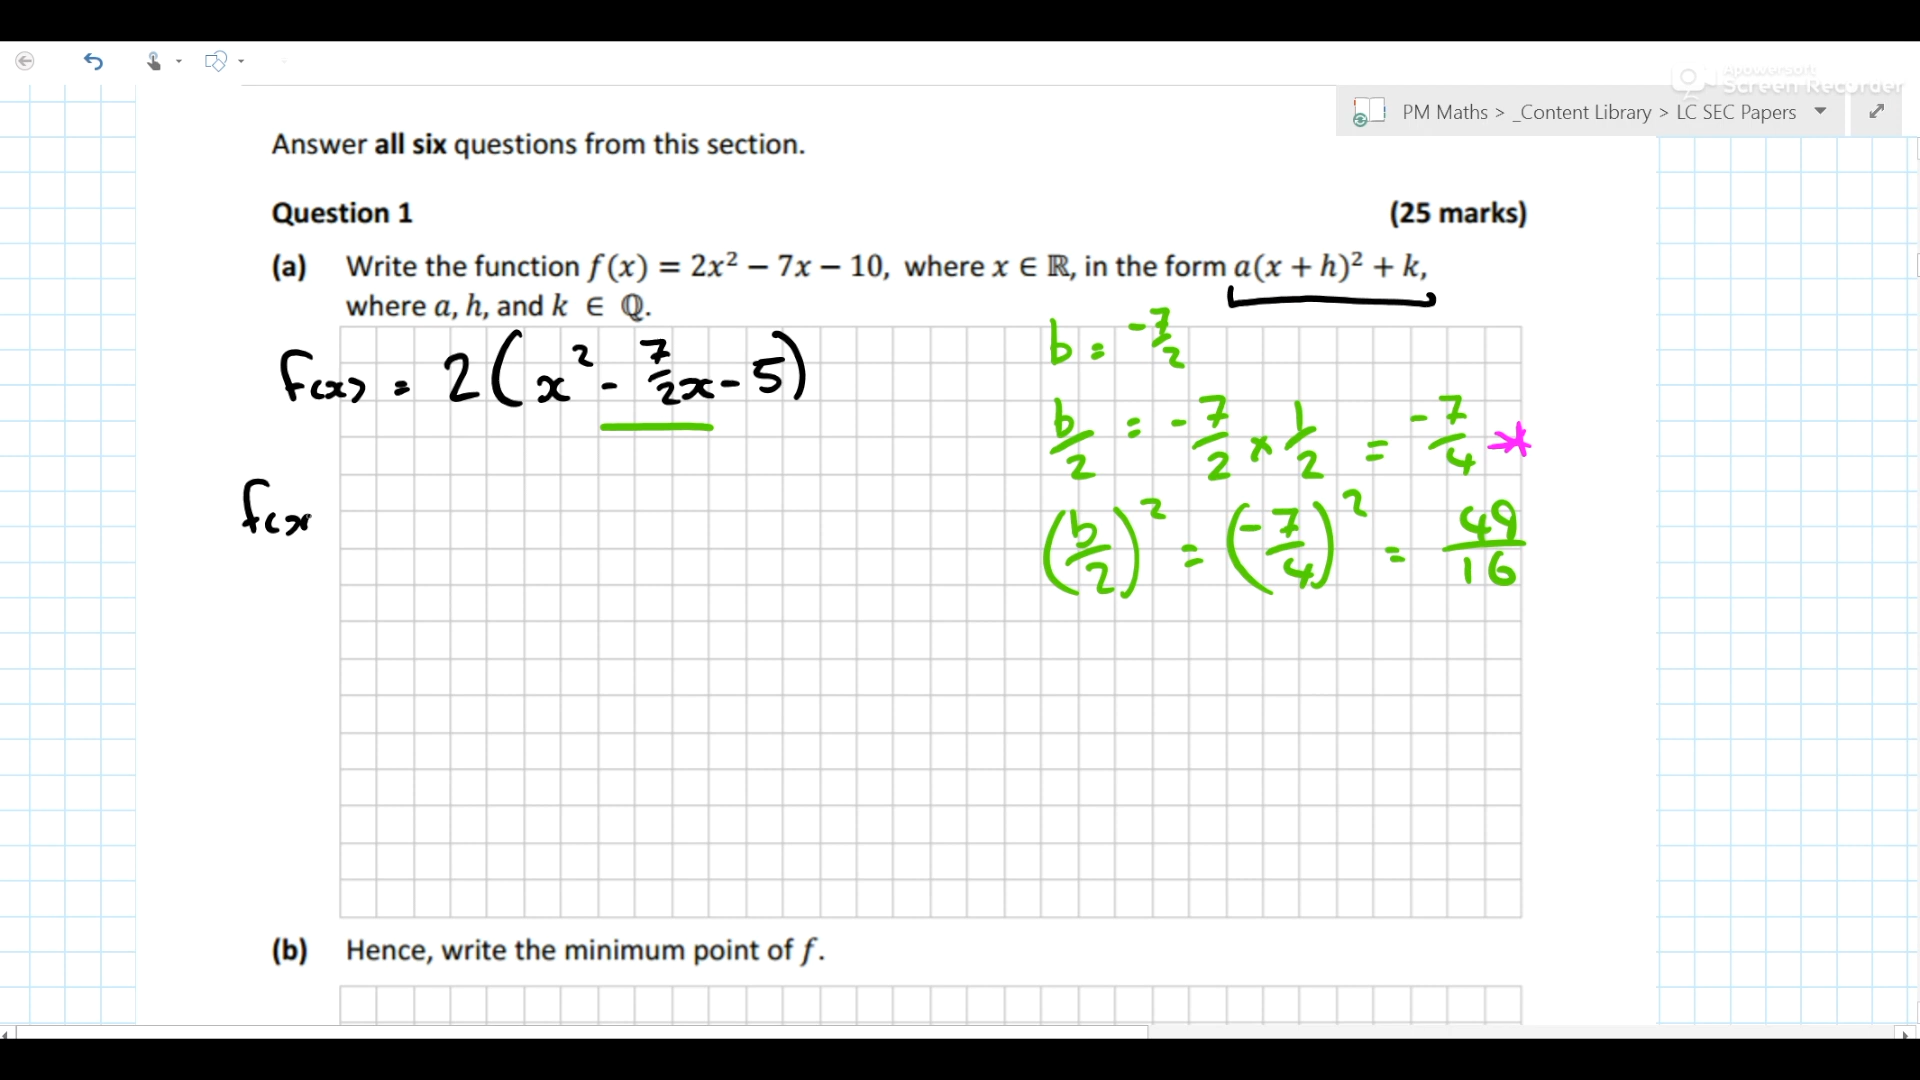 Apowersoft
Screen Recorder
PM Maths > _Content Library > LC SEC Papers
Answer all six questions from this section.
Question 1 (25 marks)
(a) Write the function f(x) = 2x² − 7x − 10, where x ∈ ℝ, in the form a(x + h)² + k,
where a, h, and k ∈ ℚ.
f(x) = 2(x² - 7/2x - 5)
b = -7/2
b/2 = -7/2 x 1/2 = -7/4 *
f(x
(b/2)² = (-7/4)² = 49/16
(b) Hence, write the minimum point of f.